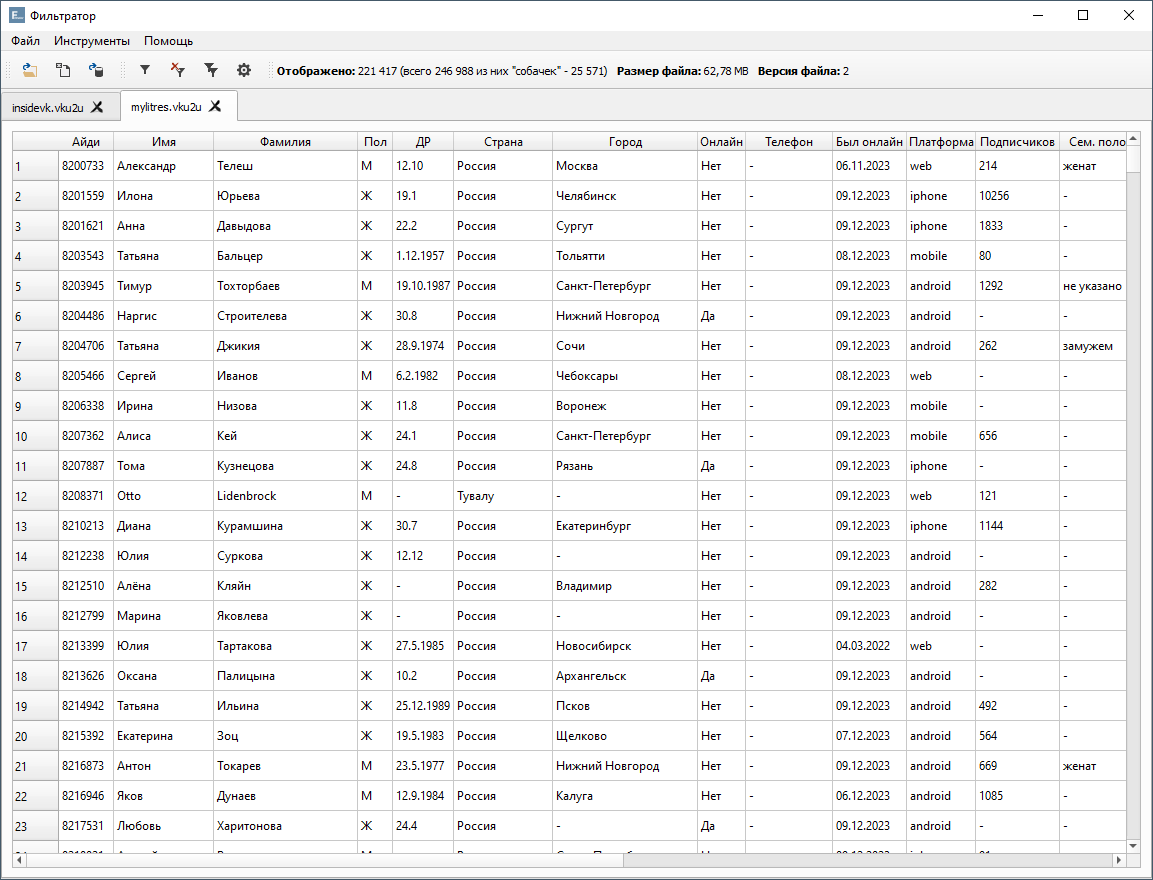 Фильтратор
Файл Инструменты Помощь
Отображено: 221 417 (всего 246 988 из них "собачек" - 25 571) Размер файла: 62,78 MB Версия файла: 2
insidevk.vku2u mylitres.vku2u
Айди Имя Фамилия Пол ДР Страна Город Онлайн Телефон Был онлайн Платформа Подписчиков Сем. поло
1 8200733 Александр Телеш М 12.10 Россия Москва Нет - 06.11.2023 web 214 женат
2 8201559 Илона Юрьева Ж 19.1 Россия Челябинск Нет - 09.12.2023 iphone 10256 -
3 8201621 Анна Давыдова Ж 22.2 Россия Сургут Нет - 09.12.2023 iphone 1833 -
4 8203543 Татьяна Бальцер Ж 1.12.1957 Россия Тольятти Нет - 08.12.2023 mobile 80 -
5 8203945 Тимур Тохторбаев М 19.10.1987 Россия Санкт-Петербург Нет - 09.12.2023 android 1292 не указано
6 8204486 Наргис Строителева Ж 30.8 Россия Нижний Новгород Да - 09.12.2023 android - -
7 8204706 Татьяна Джикия Ж 28.9.1974 Россия Сочи Нет - 09.12.2023 android 262 замужем
8 8205466 Сергей Иванов М 6.2.1982 Россия Чебоксары Нет - 08.12.2023 web - -
9 8206338 Ирина Низова Ж 11.8 Россия Воронеж Нет - 09.12.2023 mobile - -
10 8207362 Алиса Кей Ж 24.1 Россия Санкт-Петербург Нет - 09.12.2023 mobile 656 -
11 8207887 Тома Кузнецова Ж 24.8 Россия Рязань Да - 09.12.2023 iphone - -
12 8208371 Otto Lidenbrock М - Тувалу - Нет - 09.12.2023 web 121 -
13 8210213 Диана Курамшина Ж 30.7 Россия Екатеринбург Нет - 09.12.2023 iphone 1144 -
14 8212238 Юлия Суркова Ж 12.12 Россия - Нет - 09.12.2023 android - -
15 8212510 Алёна Кляйн Ж - Россия Владимир Нет - 09.12.2023 android 282 -
16 8212799 Марина Яковлева Ж - Россия - Нет - 09.12.2023 android - -
17 8213399 Юлия Тартакова Ж 27.5.1985 Россия Новосибирск Нет - 04.03.2022 web - -
18 8213626 Оксана Палицына Ж 10.2 Россия Архангельск Да - 09.12.2023 android - -
19 8214942 Татьяна Ильина Ж 25.12.1989 Россия Псков Нет - 09.12.2023 android 492 -
20 8215392 Екатерина Зоц Ж 19.5.1983 Россия Щелково Нет - 07.12.2023 android 564 -
21 8216873 Антон Токарев М 23.5.1977 Россия Нижний Новгород Нет - 09.12.2023 android 669 женат
22 8216946 Яков Дунаев М 12.9.1984 Россия Калуга Нет - 06.12.2023 android 1085 -
23 8217531 Любовь Харитонова Ж 24.4 Россия - Да - 09.12.2023 android - -